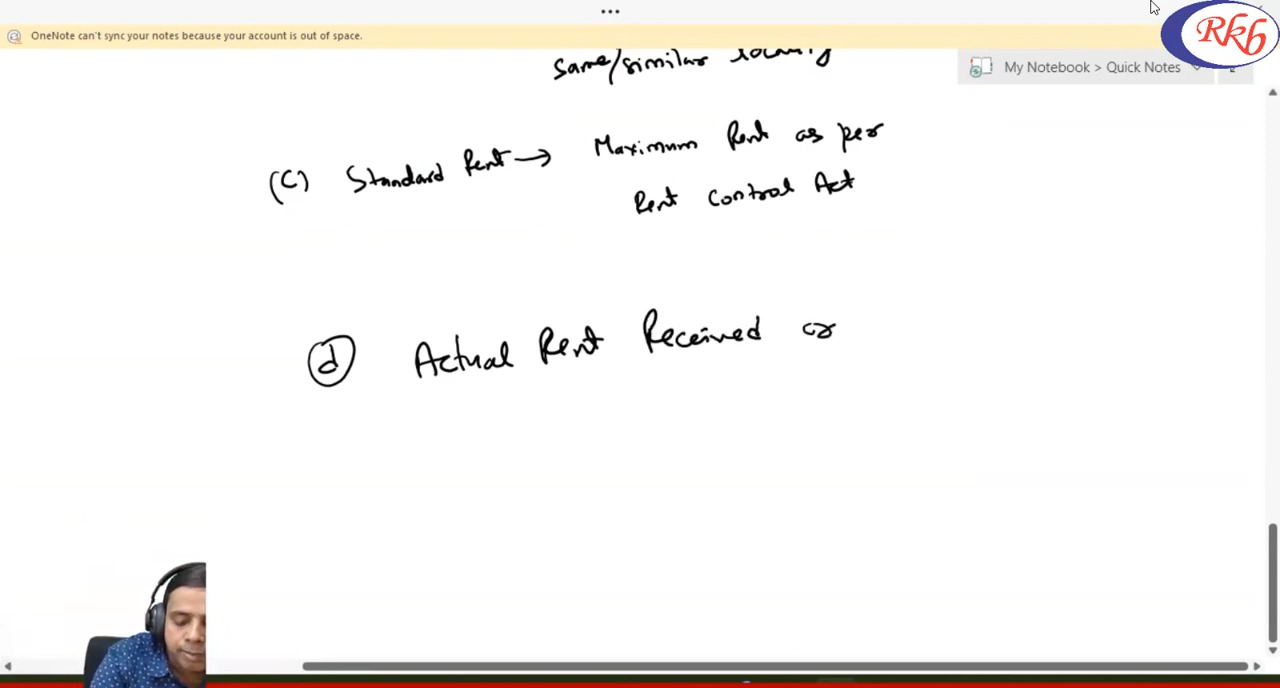 OneNote can't sync your notes because your account is out of space.
Rkb
same/similar locality
My Notebook > Quick Notes
(C) Standard Rent → Maximum Rent as per
Rent Control Act
(d) Actual Rent Received or